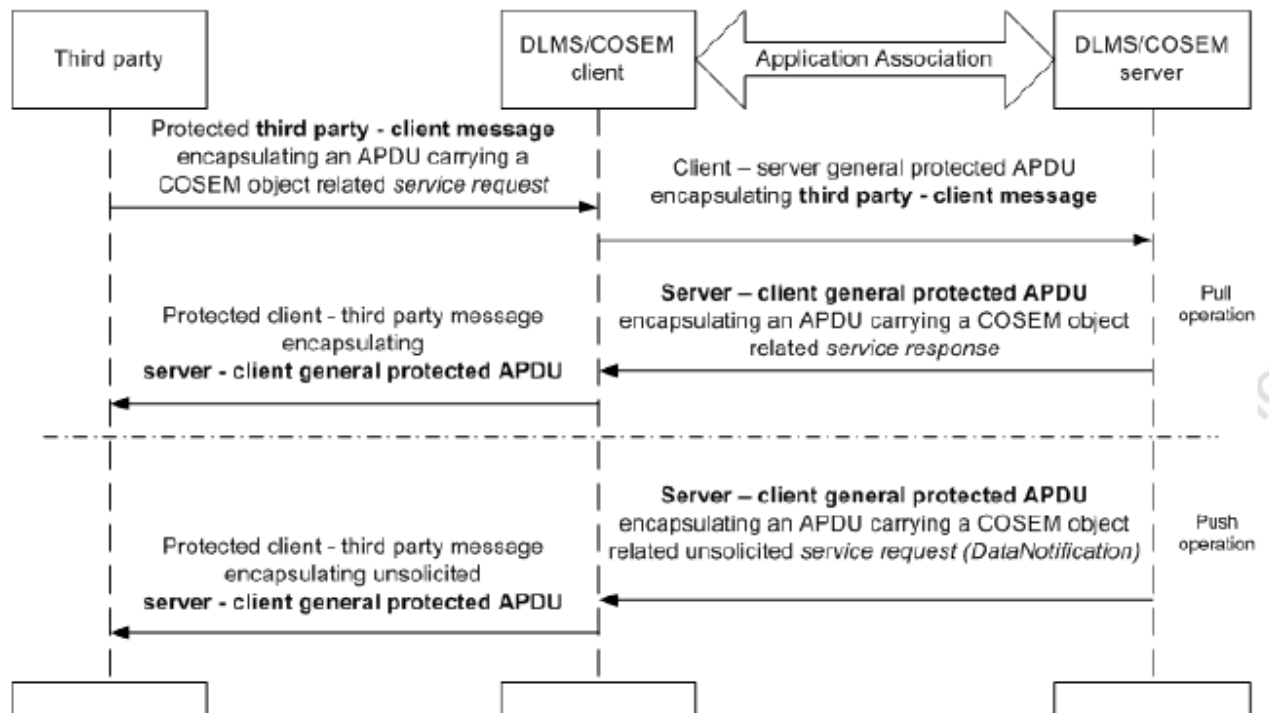 Third party
DLMS/COSEM
client
Application Association
DLMS/COSEM
server
Protected third party - client message
encapsulating an APDU carrying a
COSEM object related service request
Client – server general protected APDU
encapsulating third party - client message
Server – client general protected APDU
encapsulating an APDU carrying a COSEM object
related service response
Pull
operation
Protected client - third party message
encapsulating
server - client general protected APDU
Server – client general protected APDU
encapsulating an APDU carrying a COSEM object
related unsolicited service request (DataNotification)
Push
operation
Protected client - third party message
encapsulating unsolicited
server - client general protected APDU